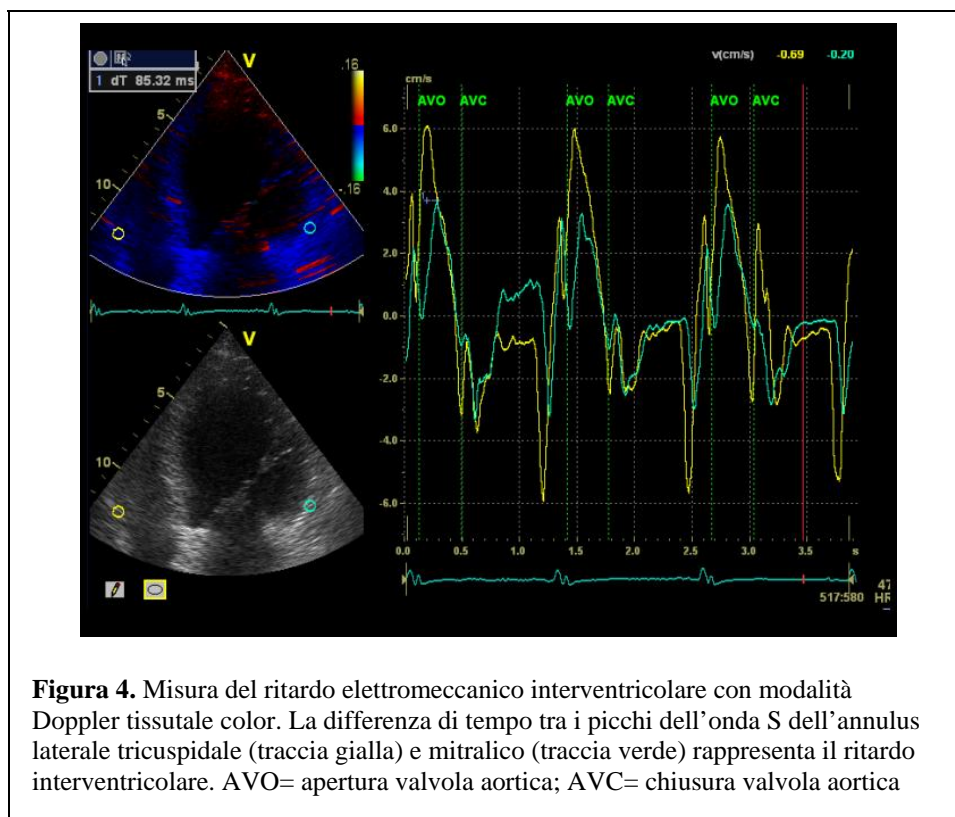 V
1 dT 85.32 ms
.16
-.16
5
10
V
5
10
v(cm/s) -0.69 -0.20
cm/s
AVO AVC AVO AVC AVO AVC
6.0
4.0
2.0
0.0
-2.0
-4.0
-6.0
0.0 0.5 1.0 1.5 2.0 2.5 3.0 3.5 s
47
517:580 HR
Figura 4. Misura del ritardo elettromeccanico interventricolare con modalità
Doppler tissutale color. La differenza di tempo tra i picchi dell’onda S dell’annulus
laterale tricuspidale (traccia gialla) e mitralico (traccia verde) rappresenta il ritardo
interventricolare. AVO= apertura valvola aortica; AVC= chiusura valvola aortica